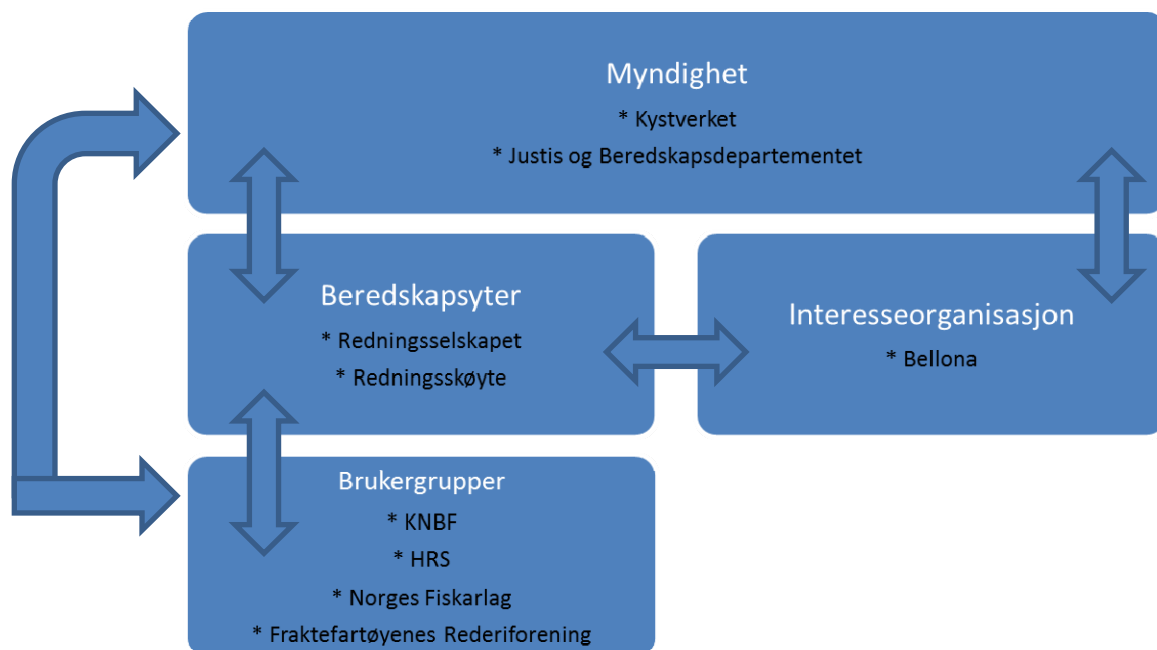 Myndighet
* Kystverket
* Justis og Beredskapsdepartementet
Beredskapsyter
* Redningsselskapet
* Redningsskøyte
Interesseorganisasjon
* Bellona
Brukergrupper
* KNBF
* HRS
* Norges Fiskarlag
* Fraktefartøyenes Rederiforening